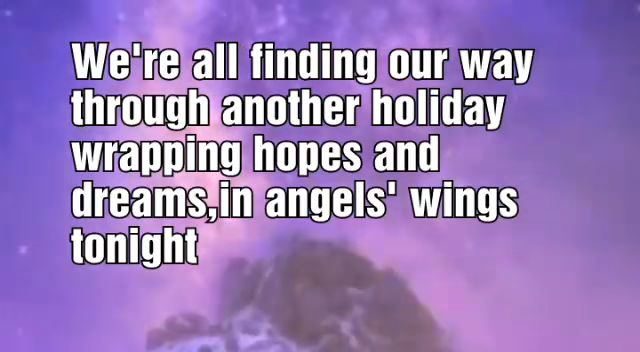 We're all finding our way
through another holiday
wrapping hopes and
dreams,in angels' wings
tonight